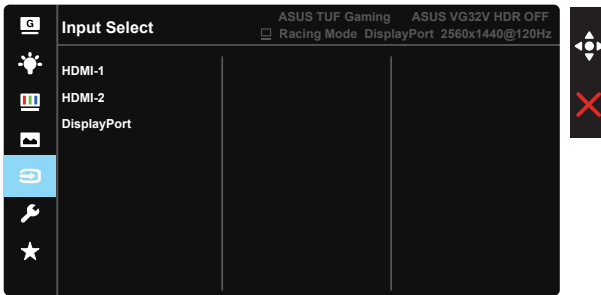 G
Input Select
ASUS TUF Gaming ASUS VG32V HDR OFF
Racing Mode DisplayPort 2560x1440@120Hz
HDMI-1
HDMI-2
DisplayPort